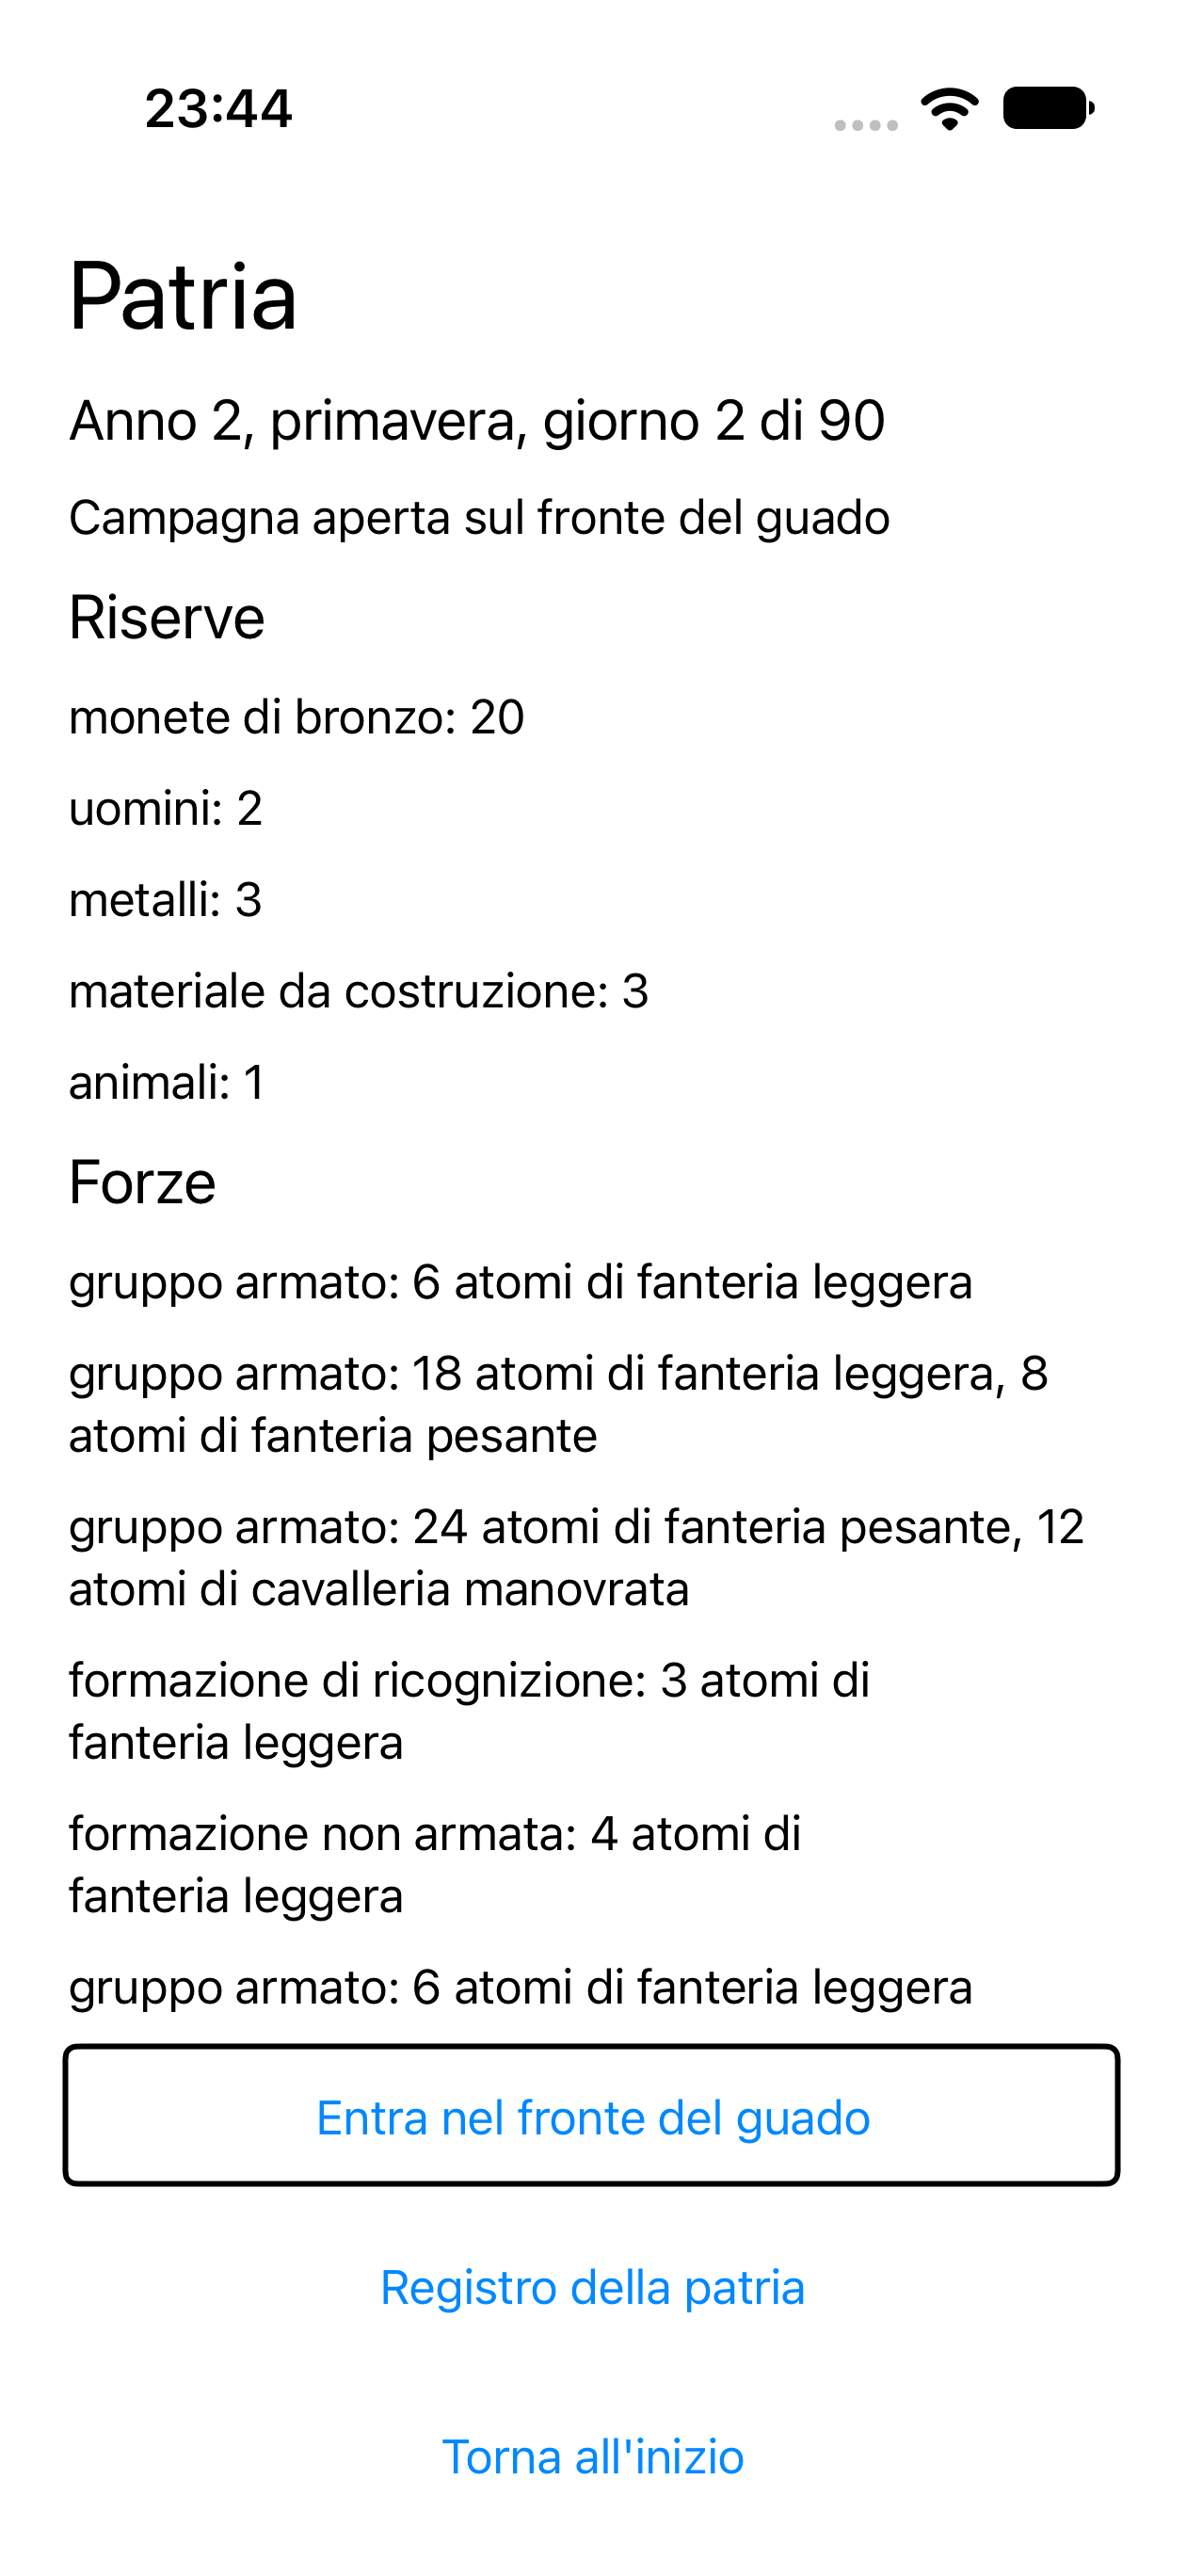 23:44
Patria
Anno 2, primavera, giorno 2 di 90
Campagna aperta sul fronte del guado
Riserve
monete di bronzo: 20
uomini: 2
metalli: 3
materiale da costruzione: 3
animali: 1
Forze
gruppo armato: 6 atomi di fanteria leggera
gruppo armato: 18 atomi di fanteria leggera, 8
atomi di fanteria pesante
gruppo armato: 24 atomi di fanteria pesante, 12
atomi di cavalleria manovrata
formazione di ricognizione: 3 atomi di
fanteria leggera
formazione non armata: 4 atomi di
fanteria leggera
gruppo armato: 6 atomi di fanteria leggera
Entra nel fronte del guado
Registro della patria
Torna all'inizio